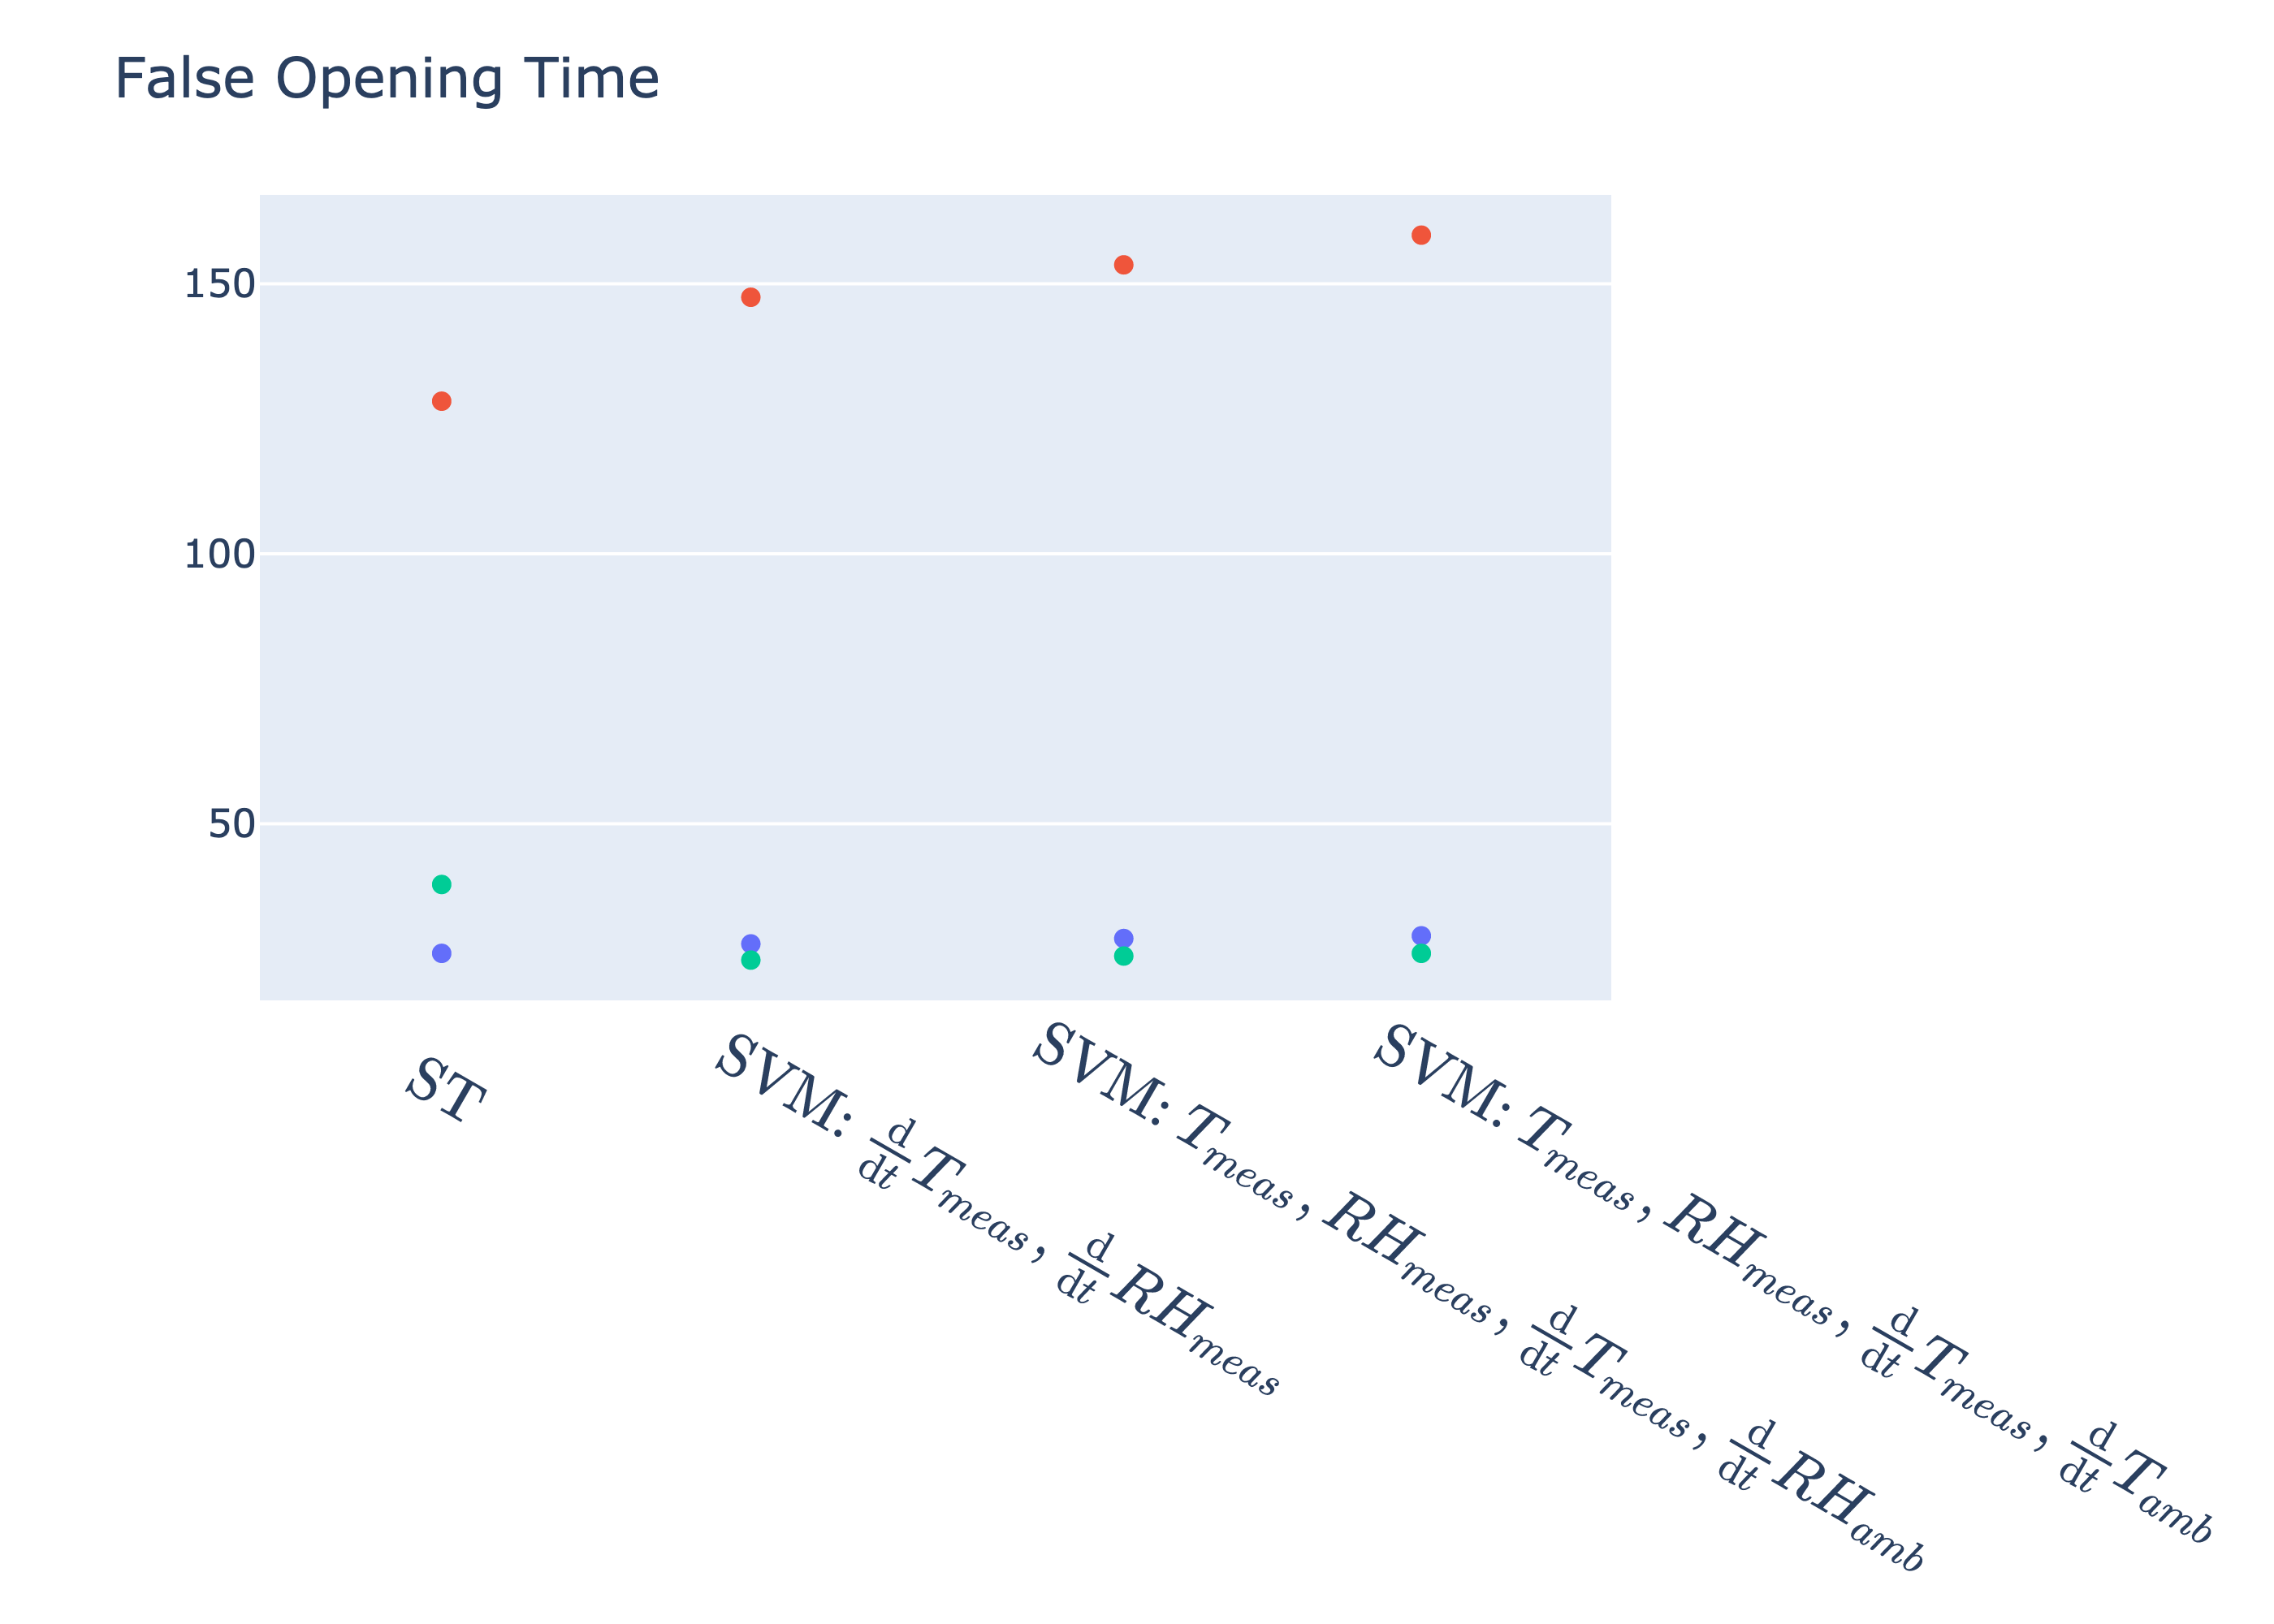 False Opening Time
150
100
50
ST
SVM: d/dt T_meas, d/dt RH_meas
SVM: T_meas, RH_meas, d/dt T_meas, d/dt RH_amb
SVM: T_meas, RH_meas, d/dt T_meas, d/dt T_amb